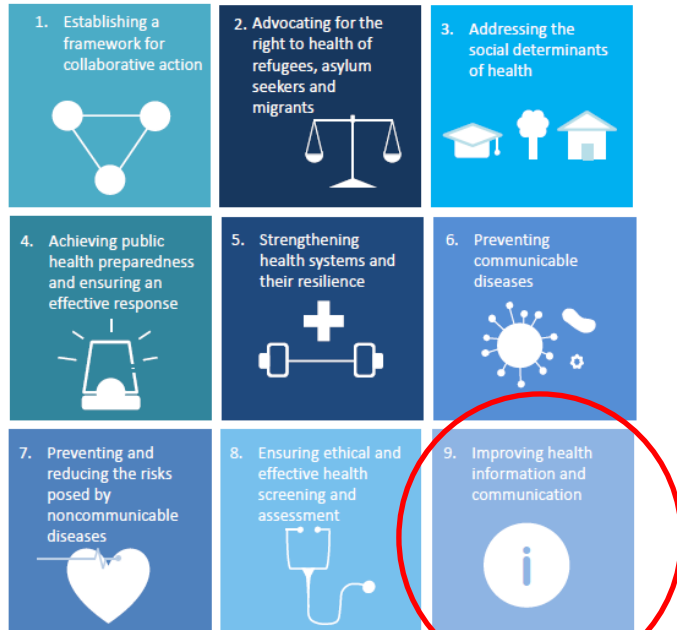 1. Establishing a
framework for
collaborative action
2. Advocating for the
right to health of
refugees, asylum
seekers and
migrants
3. Addressing the
social determinants
of health
4. Achieving public
health preparedness
and ensuring an
effective response
5. Strengthening
health systems and
their resilience
6. Preventing
communicable
diseases
7. Preventing and
reducing the risks
posed by
noncommunicable
diseases
8. Ensuring ethical and
effective health
screening and
assessment
9. Improving health
information and
communication
i